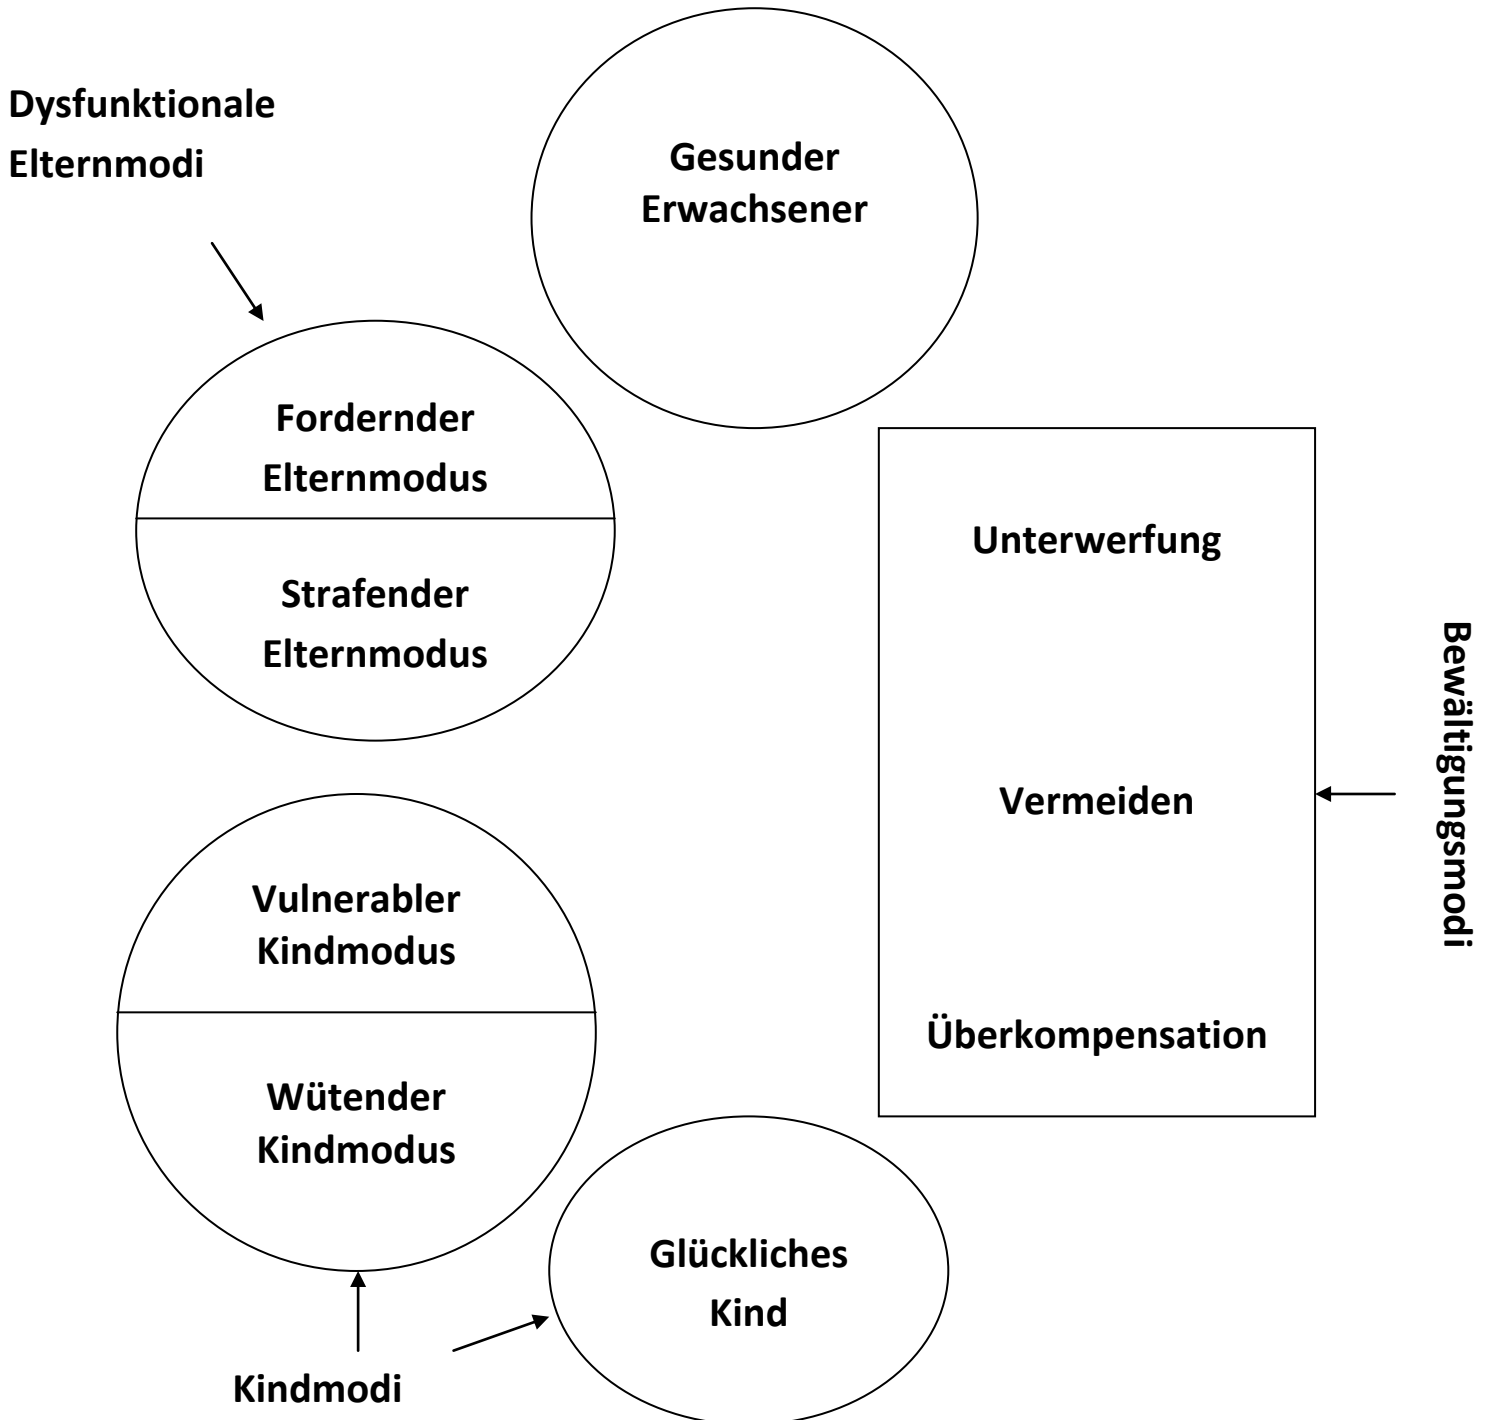 Dysfunktionale
Elternmodi
Gesunder
Erwachsener
Fordernder
Elternmodus
Strafender
Elternmodus
Unterwerfung
Vermeiden
Überkompensation
Bewältigungsmodi
Vulnerabler
Kindmodus
Wütender
Kindmodus
Glückliches
Kind
Kindmodi